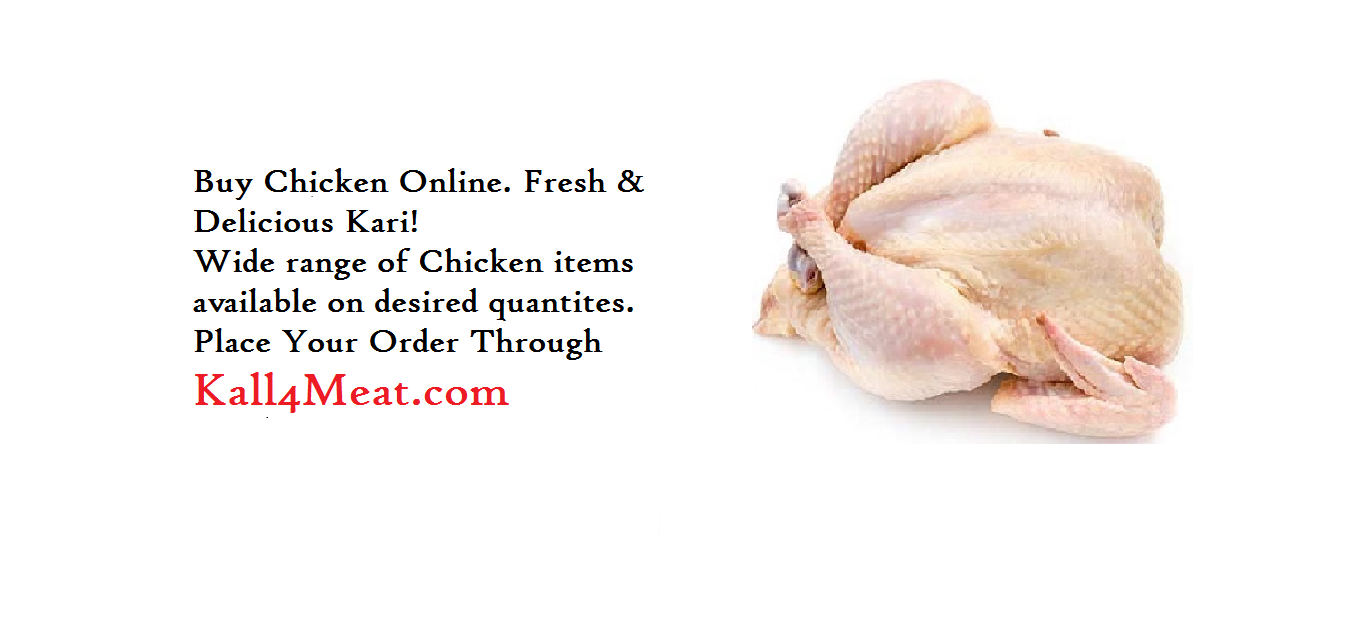 Buy Chicken Online. Fresh &
Delicious Kari!
Wide range of Chicken items
available on desired quantites.
Place Your Order Through
Kall4Meat.com